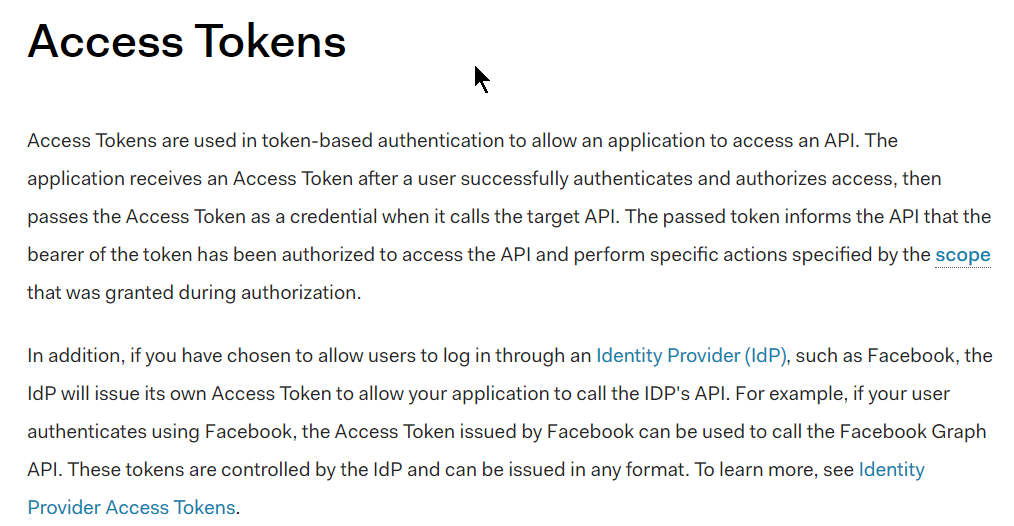 Access Tokens
Access Tokens are used in token-based authentication to allow an application to access an API. The
application receives an Access Token after a user successfully authenticates and authorizes access, then
passes the Access Token as a credential when it calls the target API. The passed token informs the API that the
bearer of the token has been authorized to access the API and perform specific actions specified by the scope
that was granted during authorization.
In addition, if you have chosen to allow users to log in through an Identity Provider (IdP), such as Facebook, the
IdP will issue its own Access Token to allow your application to call the IDP's API. For example, if your user
authenticates using Facebook, the Access Token issued by Facebook can be used to call the Facebook Graph
API. These tokens are controlled by the IdP and can be issued in any format. To learn more, see Identity
Provider Access Tokens.